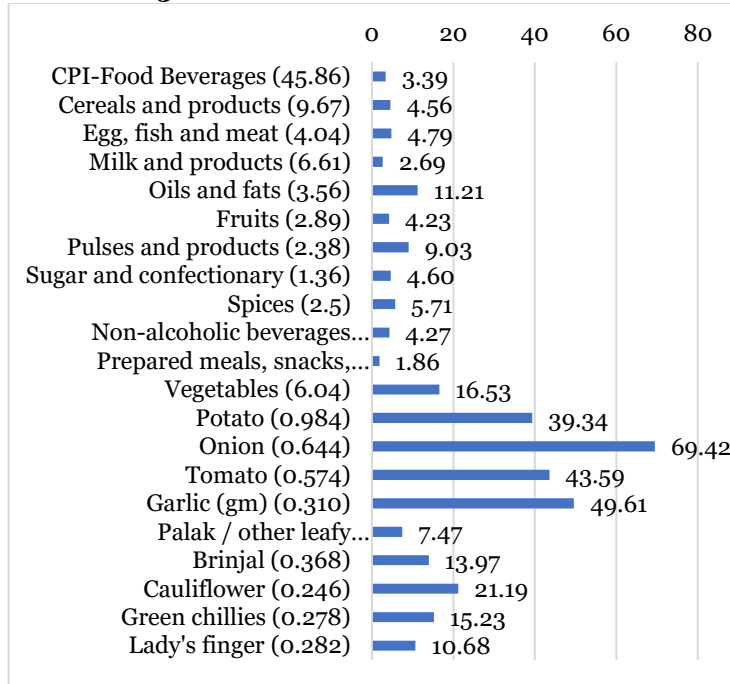 0 20 40 60 80
CPI-Food Beverages (45.86) 3.39
Cereals and products (9.67) 4.56
Egg, fish and meat (4.04) 4.79
Milk and products (6.61) 2.69
Oils and fats (3.56) 11.21
Fruits (2.89) 4.23
Pulses and products (2.38) 9.03
Sugar and confectionary (1.36) 4.60
Spices (2.5) 5.71
Non-alcoholic beverages... 4.27
Prepared meals, snacks,... 1.86
Vegetables (6.04) 16.53
Potato (0.984) 39.34
Onion (0.644) 69.42
Tomato (0.574) 43.59
Garlic (gm) (0.310) 49.61
Palak / other leafy... 7.47
Brinjal (0.368) 13.97
Cauliflower (0.246) 21.19
Green chillies (0.278) 15.23
Lady's finger (0.282) 10.68